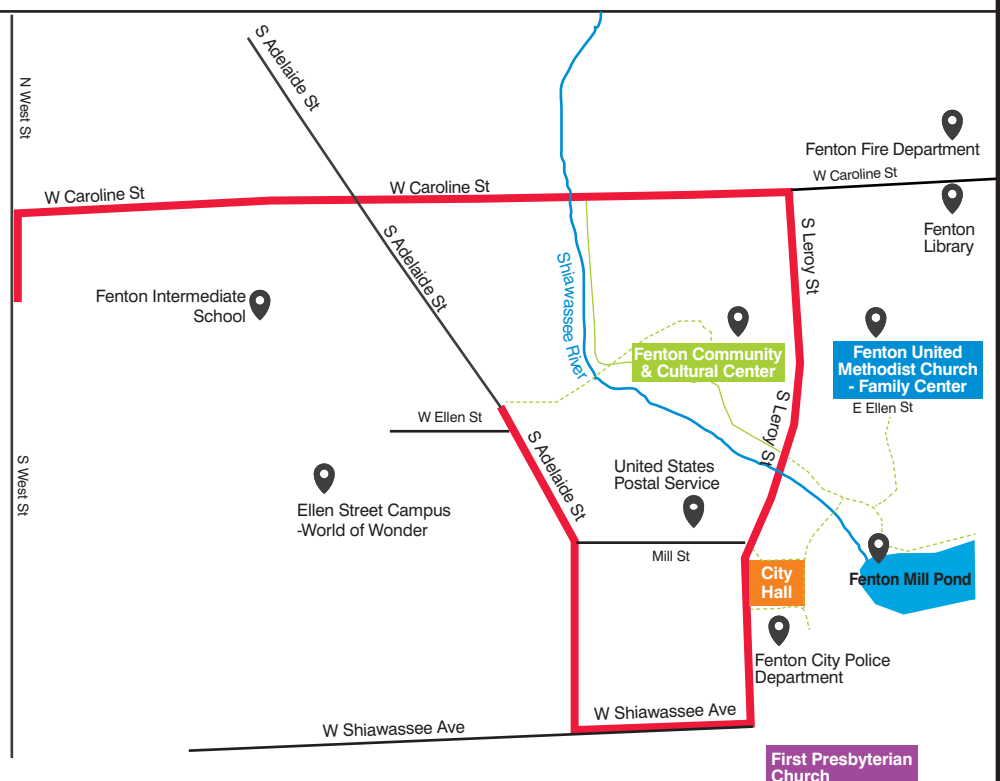 S Adelaide St
N West St
Fenton Fire Department
W Caroline St
W Caroline St
W Caroline St
Fenton
Library
S Leroy St
S Adelaide St
Shiawassee River
Fenton Intermediate
School
Fenton Community
& Cultural Center
Fenton United
Methodist Church
- Family Center
E Ellen St
W Ellen St
S Leroy St
S Adelaide St
S West St
United States
Postal Service
Ellen Street Campus
-World of Wonder
Mill St
City
Hall
Fenton Mill Pond
Fenton City Police
Department
W Shiawassee Ave
W Shiawassee Ave
First Presbyterian
Church